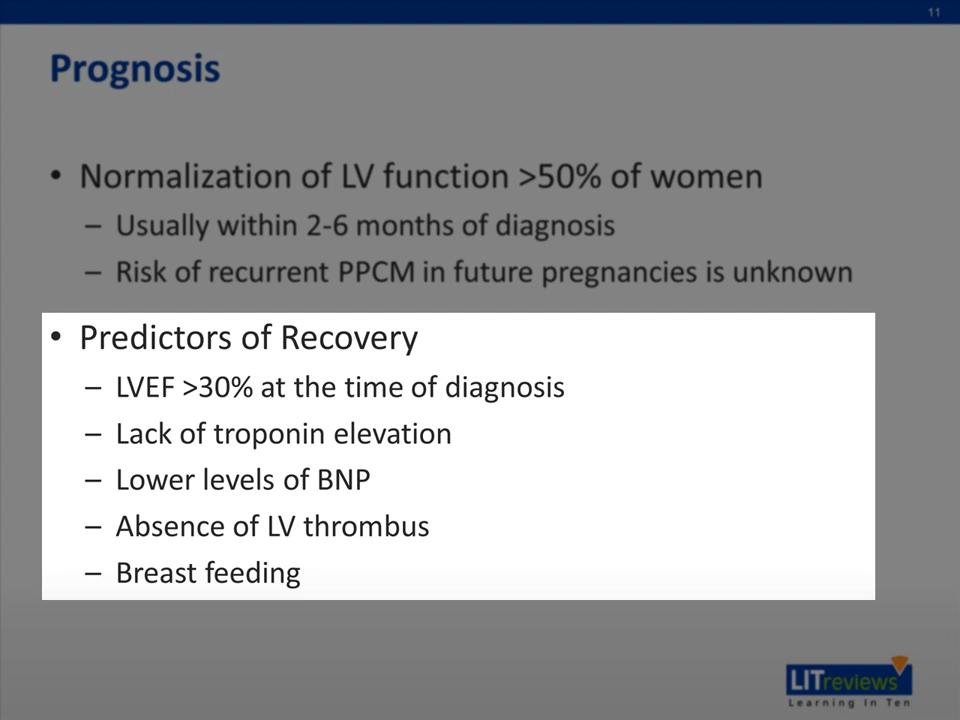 11
Prognosis
• Normalization of LV function >50% of women
– Usually within 2-6 months of diagnosis
– Risk of recurrent PPCM in future pregnancies is unknown
• Predictors of Recovery
– LVEF >30% at the time of diagnosis
– Lack of troponin elevation
– Lower levels of BNP
– Absence of LV thrombus
– Breast feeding
LITreviews
Learning In Ten